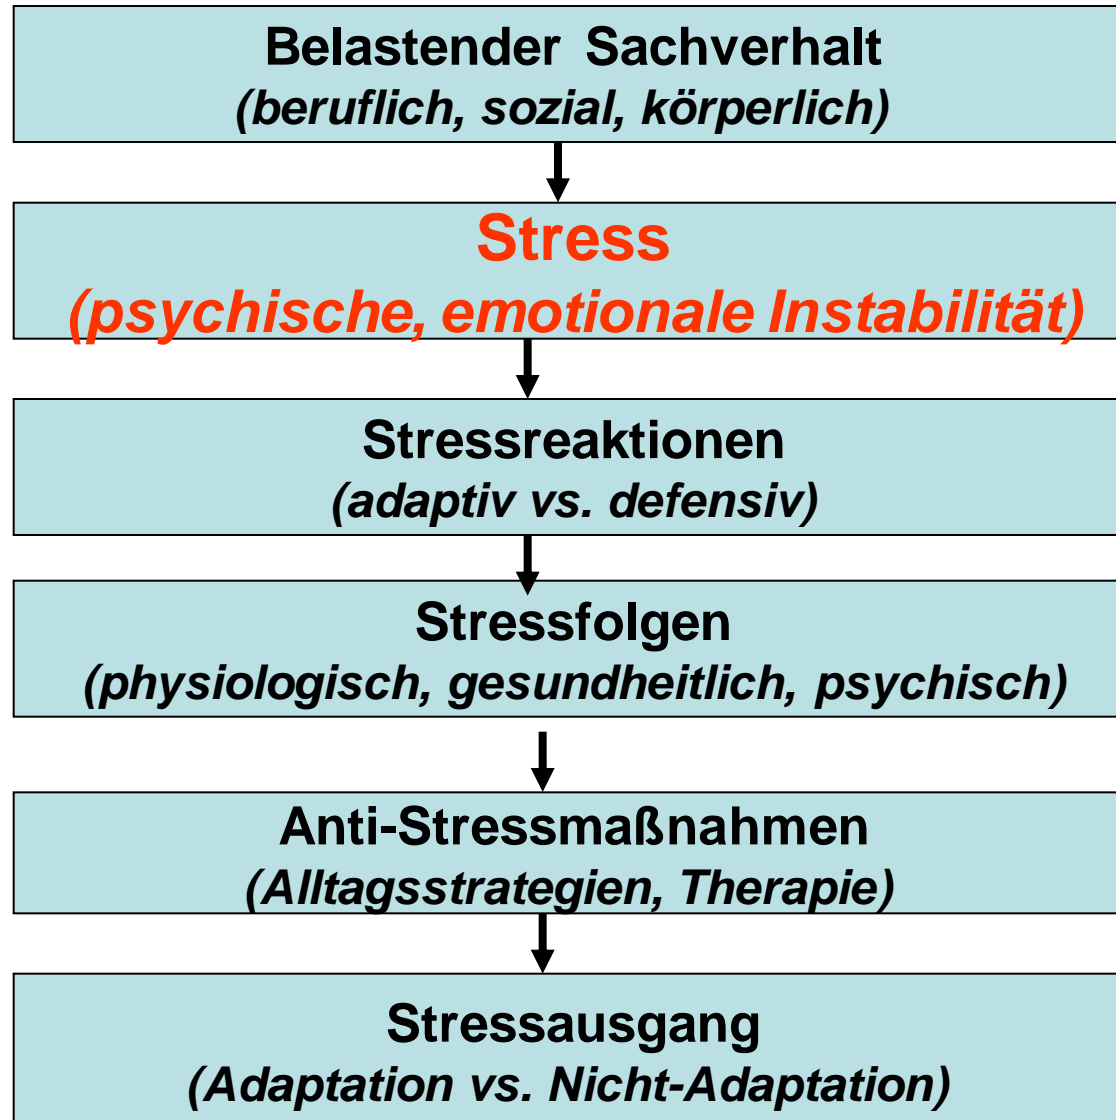 Belastender Sachverhalt
(beruflich, sozial, körperlich)
Stress
(psychische, emotionale Instabilität)
Stressreaktionen
(adaptiv vs. defensiv)
Stressfolgen
(physiologisch, gesundheitlich, psychisch)
Anti-Stressmaßnahmen
(Alltagsstrategien, Therapie)
Stressausgang
(Adaptation vs. Nicht-Adaptation)